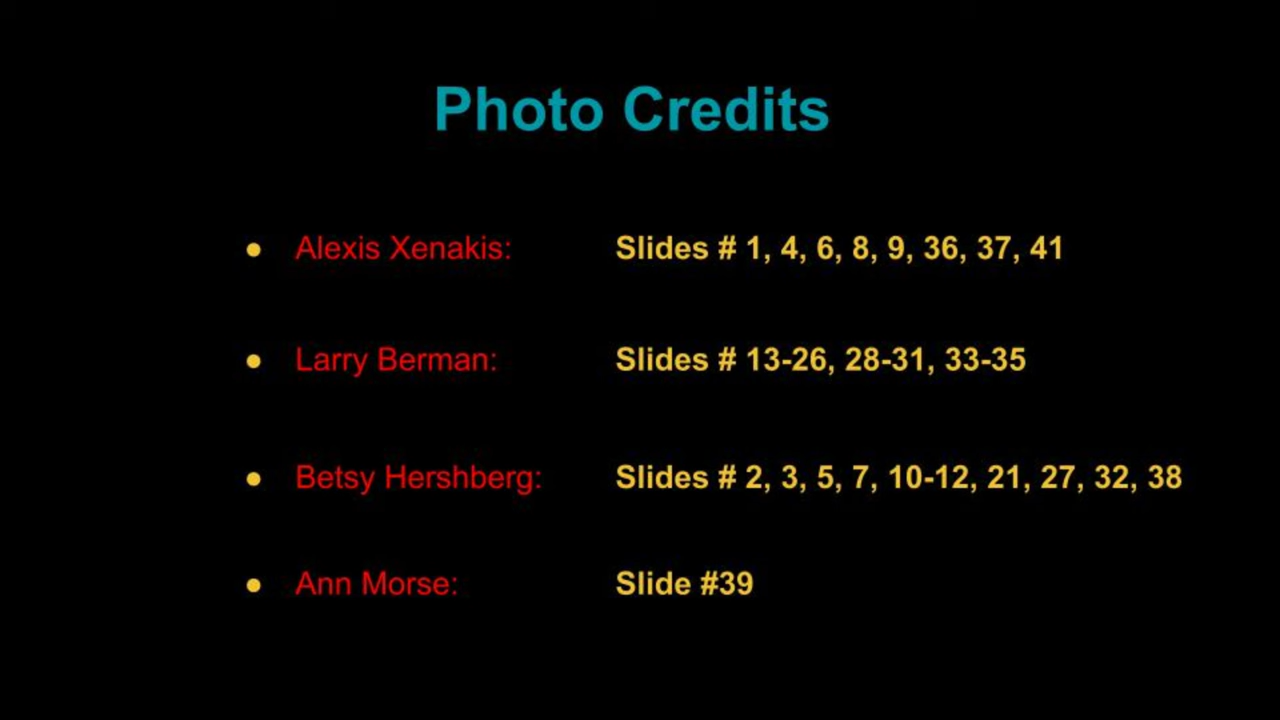 Photo Credits
● Alexis Xenakis: Slides # 1, 4, 6, 8, 9, 36, 37, 41
● Larry Berman: Slides # 13-26, 28-31, 33-35
● Betsy Hershberg: Slides # 2, 3, 5, 7, 10-12, 21, 27, 32, 38
● Ann Morse: Slide #39